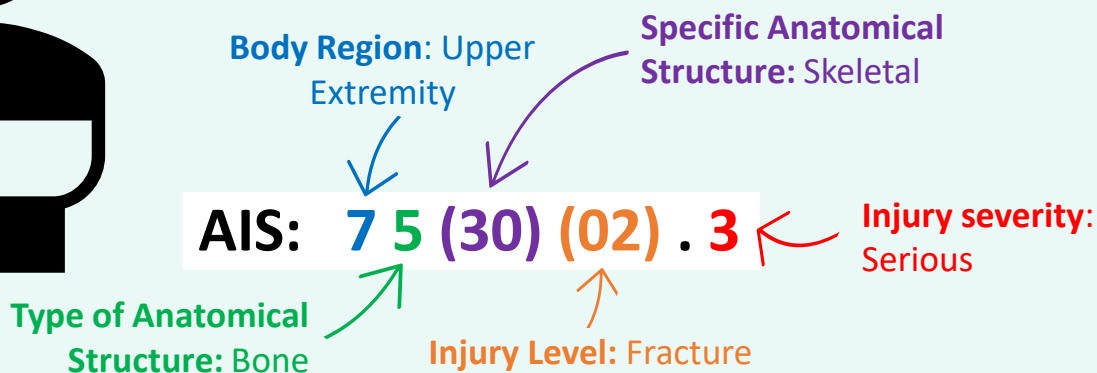 Body Region: Upper
Extremity
Specific Anatomical
Structure: Skeletal
AIS: 7 5 (30) (02) . 3
Injury severity:
Serious
Type of Anatomical
Structure: Bone
Injury Level: Fracture